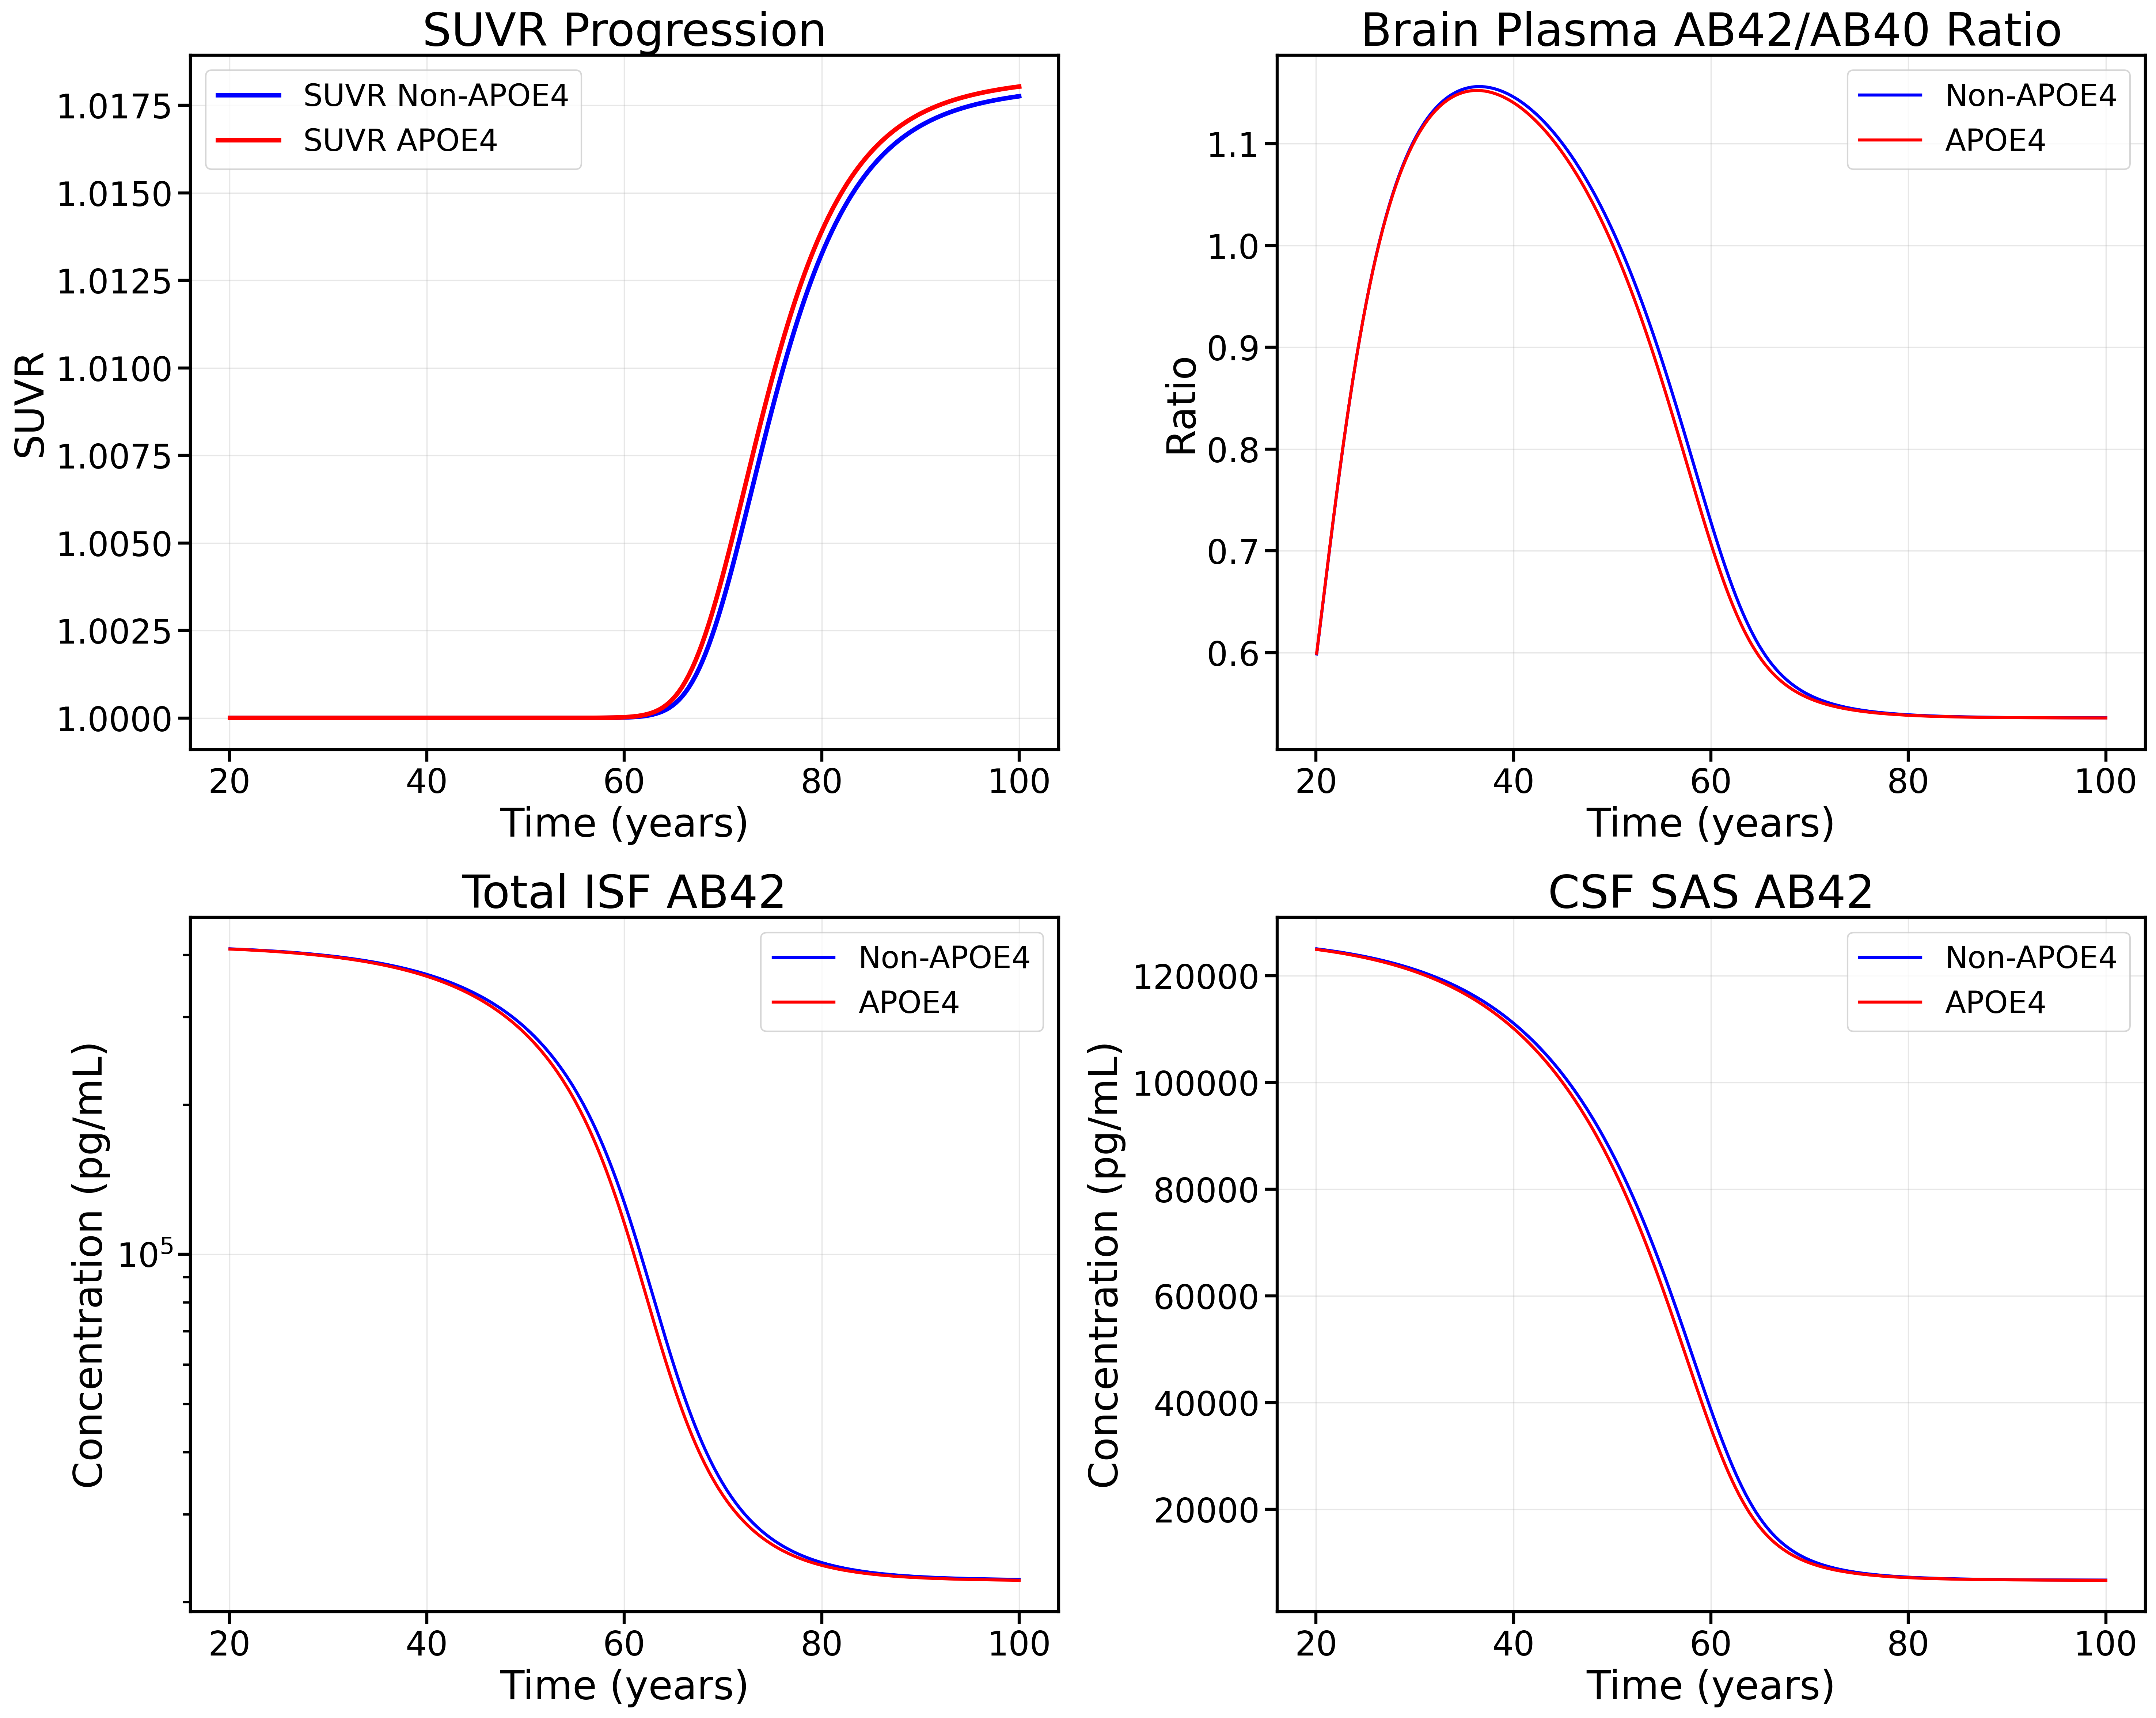 SUVR Progression
SUVR Non-APOE4
SUVR APOE4
1.0175
1.0150
1.0125
1.0100
1.0075
1.0050
1.0025
1.0000
SUVR
20 40 60 80 100
Time (years)
Brain Plasma AB42/AB40 Ratio
Non-APOE4
APOE4
1.1
1.0
0.9
0.8
0.7
0.6
Ratio
20 40 60 80 100
Time (years)
Total ISF AB42
Non-APOE4
APOE4
10⁵
Concentration (pg/mL)
20 40 60 80 100
Time (years)
CSF SAS AB42
Non-APOE4
APOE4
120000
100000
80000
60000
40000
20000
Concentration (pg/mL)
20 40 60 80 100
Time (years)